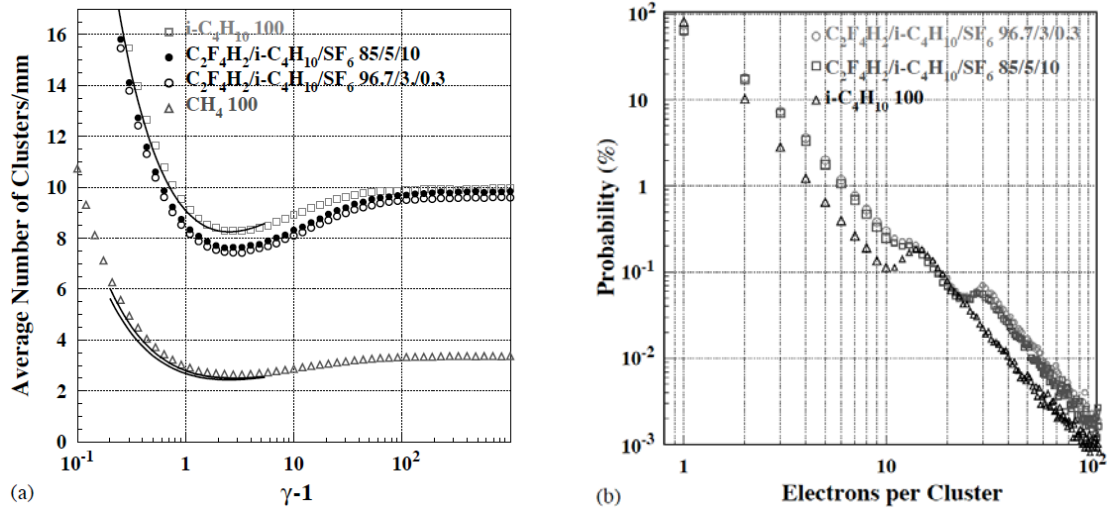 Average Number of Clusters/mm
16
14
12
10
8
6
4
2
0
i-C₄H₁₀ 100
C₂F₄H₂/i-C₄H₁₀/SF₆ 85/5/10
C₂F₄H₂/i-C₄H₁₀/SF₆ 96.7/3/0.3
CH₄ 100
10⁻¹
1
10
10²
γ-1
(a)
Probability (%)
10²
10
1
10⁻¹
10⁻²
10⁻³
C₂F₄H₂/i-C₄H₁₀/SF₆ 96.7/3/0.3
C₂F₄H₂/i-C₄H₁₀/SF₆ 85/5/10
i-C₄H₁₀ 100
1
10
10²
Electrons per Cluster
(b)